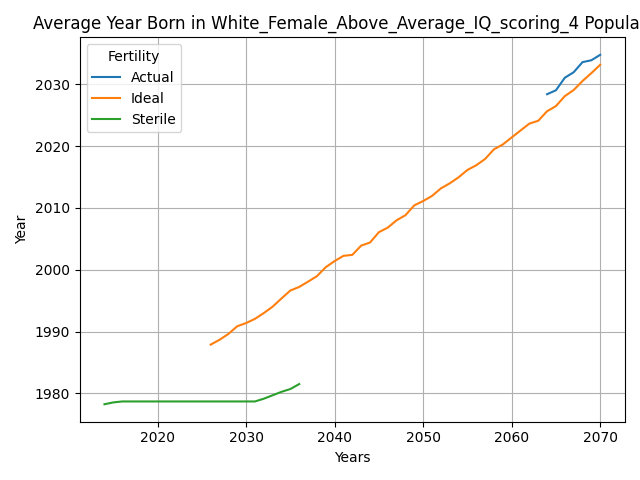 Average Year Born in White_Female_Above_Average_IQ_scoring_4 Popula
Fertility
Actual
Ideal
Sterile
Year
2030
2020
2010
2000
1990
1980
2020 2030 2040 2050 2060 2070
Years